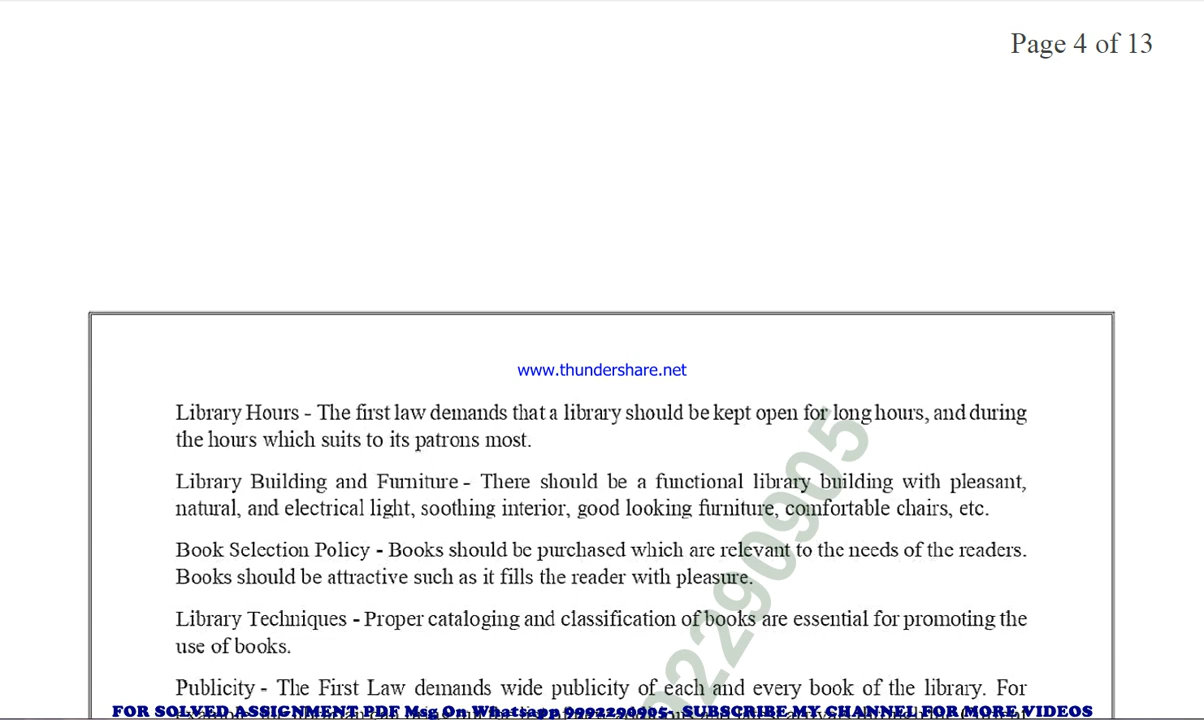 Page 4 of 13
www.thundershare.net
Library Hours - The first law demands that a library should be kept open for long hours, and during
the hours which suits to its patrons most.
Library Building and Furniture - There should be a functional library building with pleasant,
natural, and electrical light, soothing interior, good looking furniture, comfortable chairs, etc.
Book Selection Policy - Books should be purchased which are relevant to the needs of the readers.
Books should be attractive such as it fills the reader with pleasure.
Library Techniques - Proper cataloging and classification of books are essential for promoting the
use of books.
Publicity - The First Law demands wide publicity of each and every book of the library. For
FOR SOLVED ASSIGNMENT PDF Msg On Whatsapp 9992290905- SUBSCRIBE MY CHANNEL FOR MORE VIDEOS